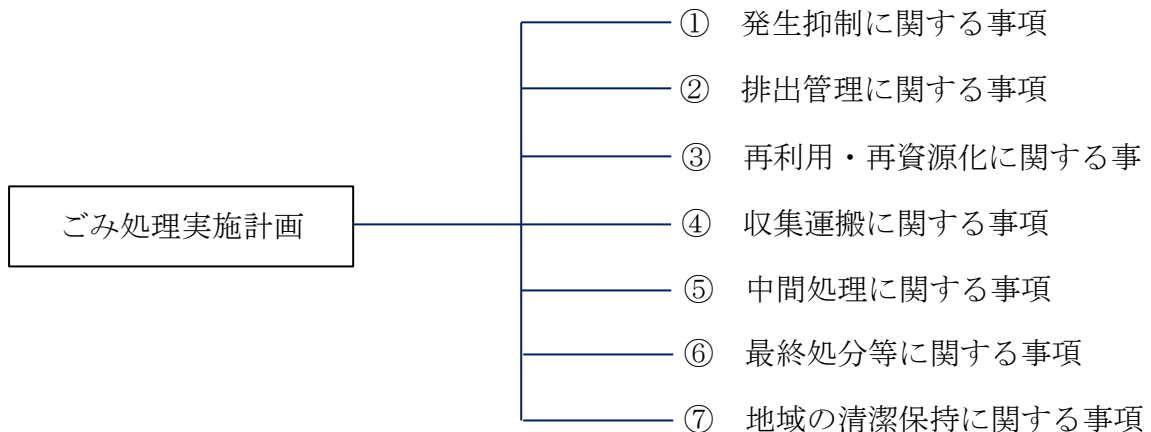 ① 発生抑制に関する事項
② 排出管理に関する事項
③ 再利用・再資源化に関する事
ごみ処理実施計画
④ 収集運搬に関する事項
⑤ 中間処理に関する事項
⑥ 最終処分等に関する事項
⑦ 地域の清潔保持に関する事項